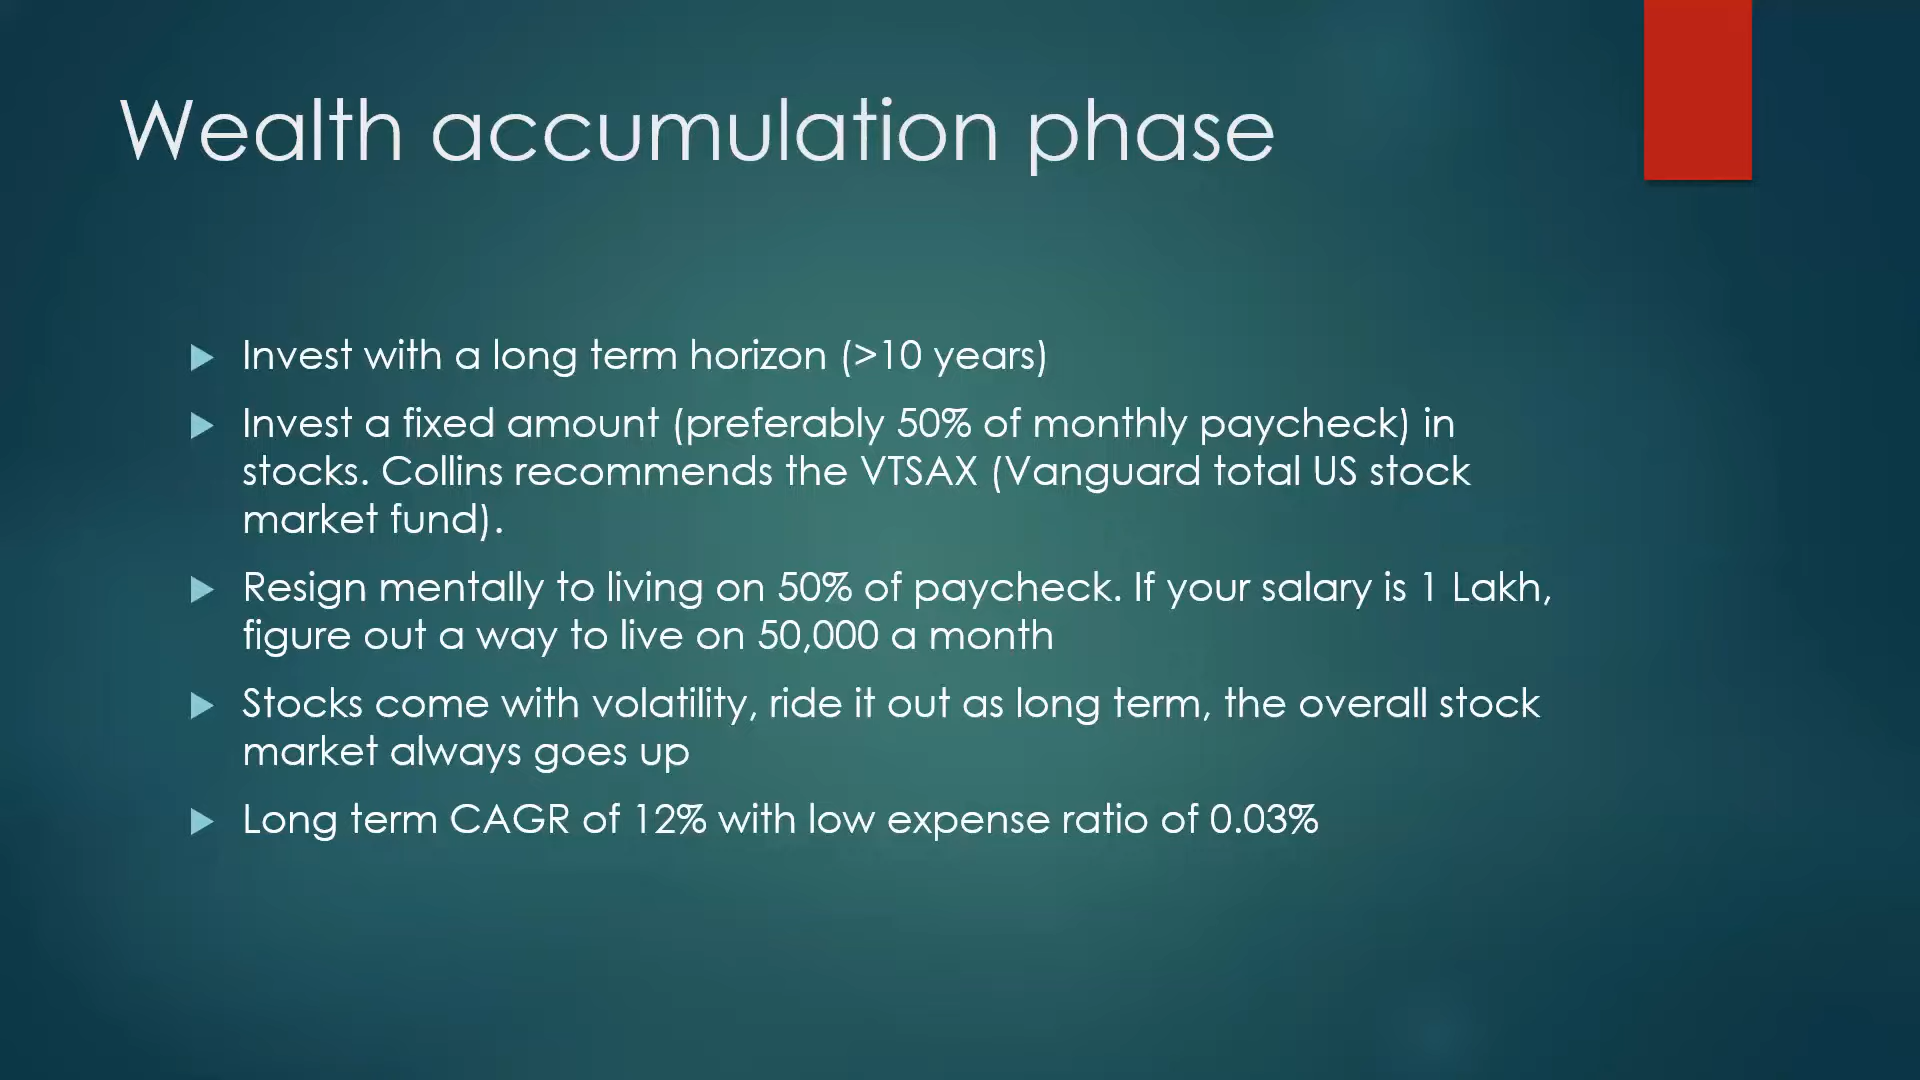 Wealth accumulation phase
Invest with a long term horizon (>10 years)
Invest a fixed amount (preferably 50% of monthly paycheck) in
stocks. Collins recommends the VTSAX (Vanguard total US stock
market fund).
Resign mentally to living on 50% of paycheck. If your salary is 1 Lakh,
figure out a way to live on 50,000 a month
Stocks come with volatility, ride it out as long term, the overall stock
market always goes up
Long term CAGR of 12% with low expense ratio of 0.03%